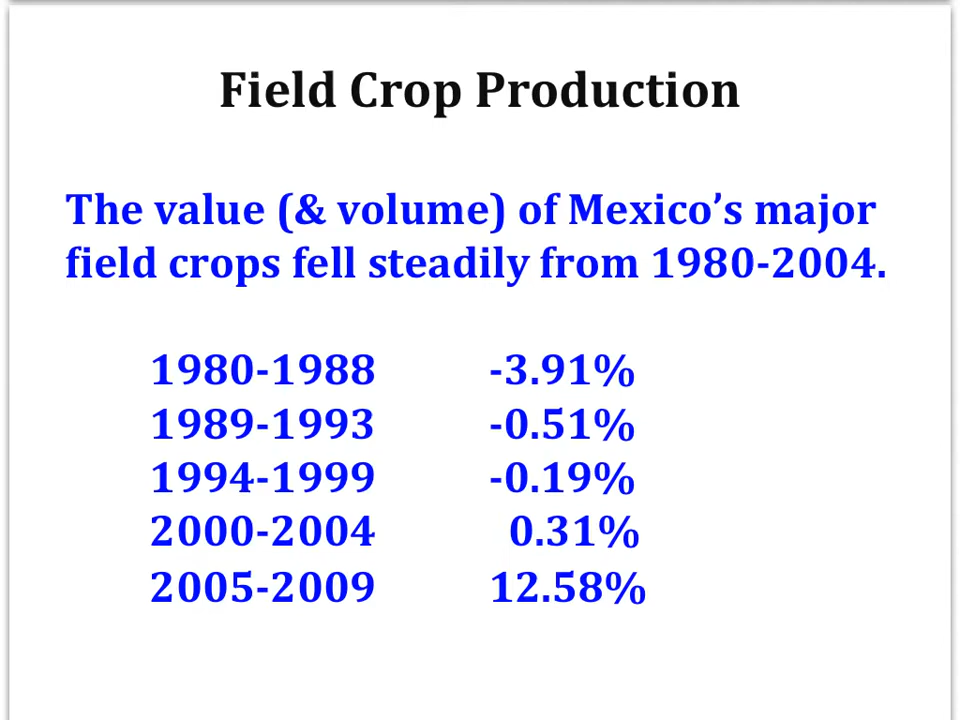 Field Crop Production
The value (& volume) of Mexico’s major
field crops fell steadily from 1980-2004.
1980-1988 -3.91%
1989-1993 -0.51%
1994-1999 -0.19%
2000-2004 0.31%
2005-2009 12.58%